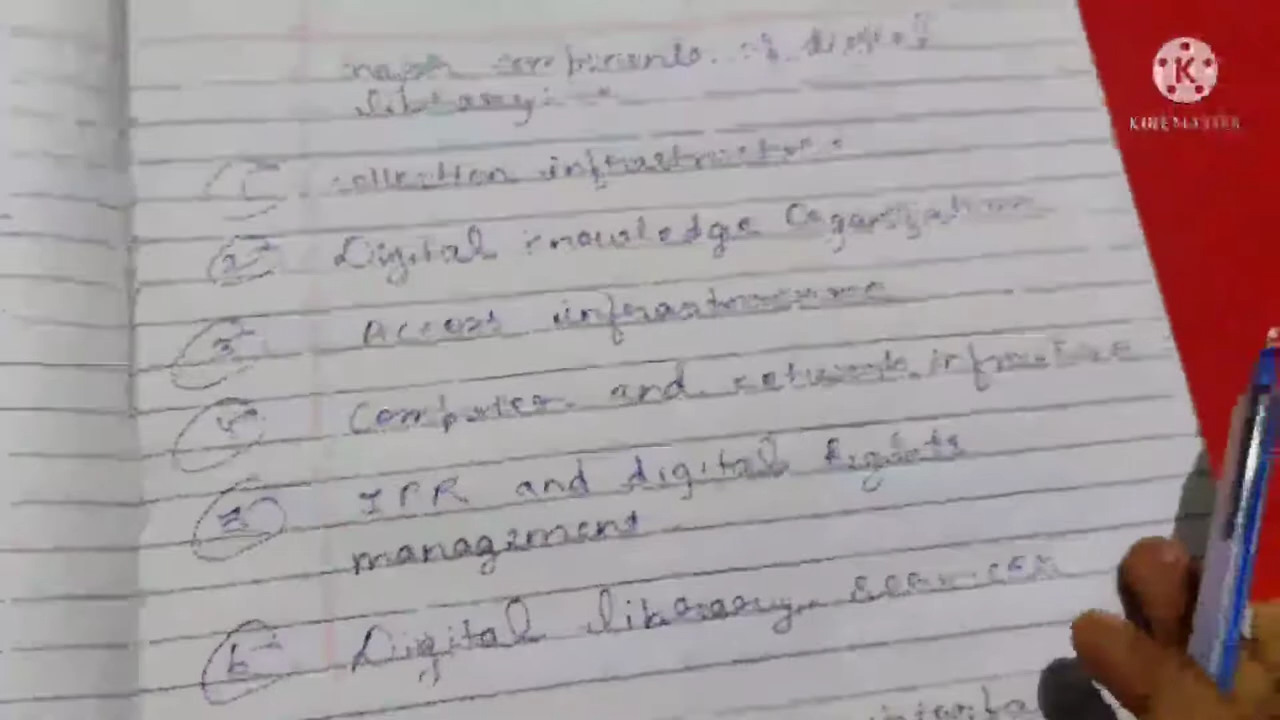 major components of digital
library:-
1 collection infrastructure
2 Digital knowledge Organization
3 Access infrastructure
4 Computer and network
5 IPR and digital Rights
management
6 Digital library services
K
KINEMASTER